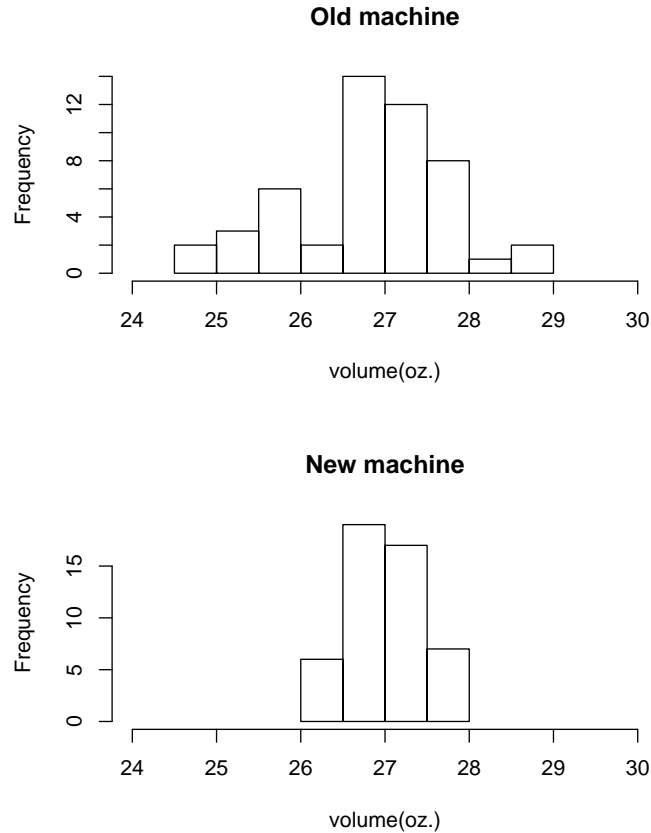 Old machine
Frequency
12
8
4
0
24 25 26 27 28 29 30
volume(oz.)
New machine
Frequency
15
10
5
0
24 25 26 27 28 29 30
volume(oz.)